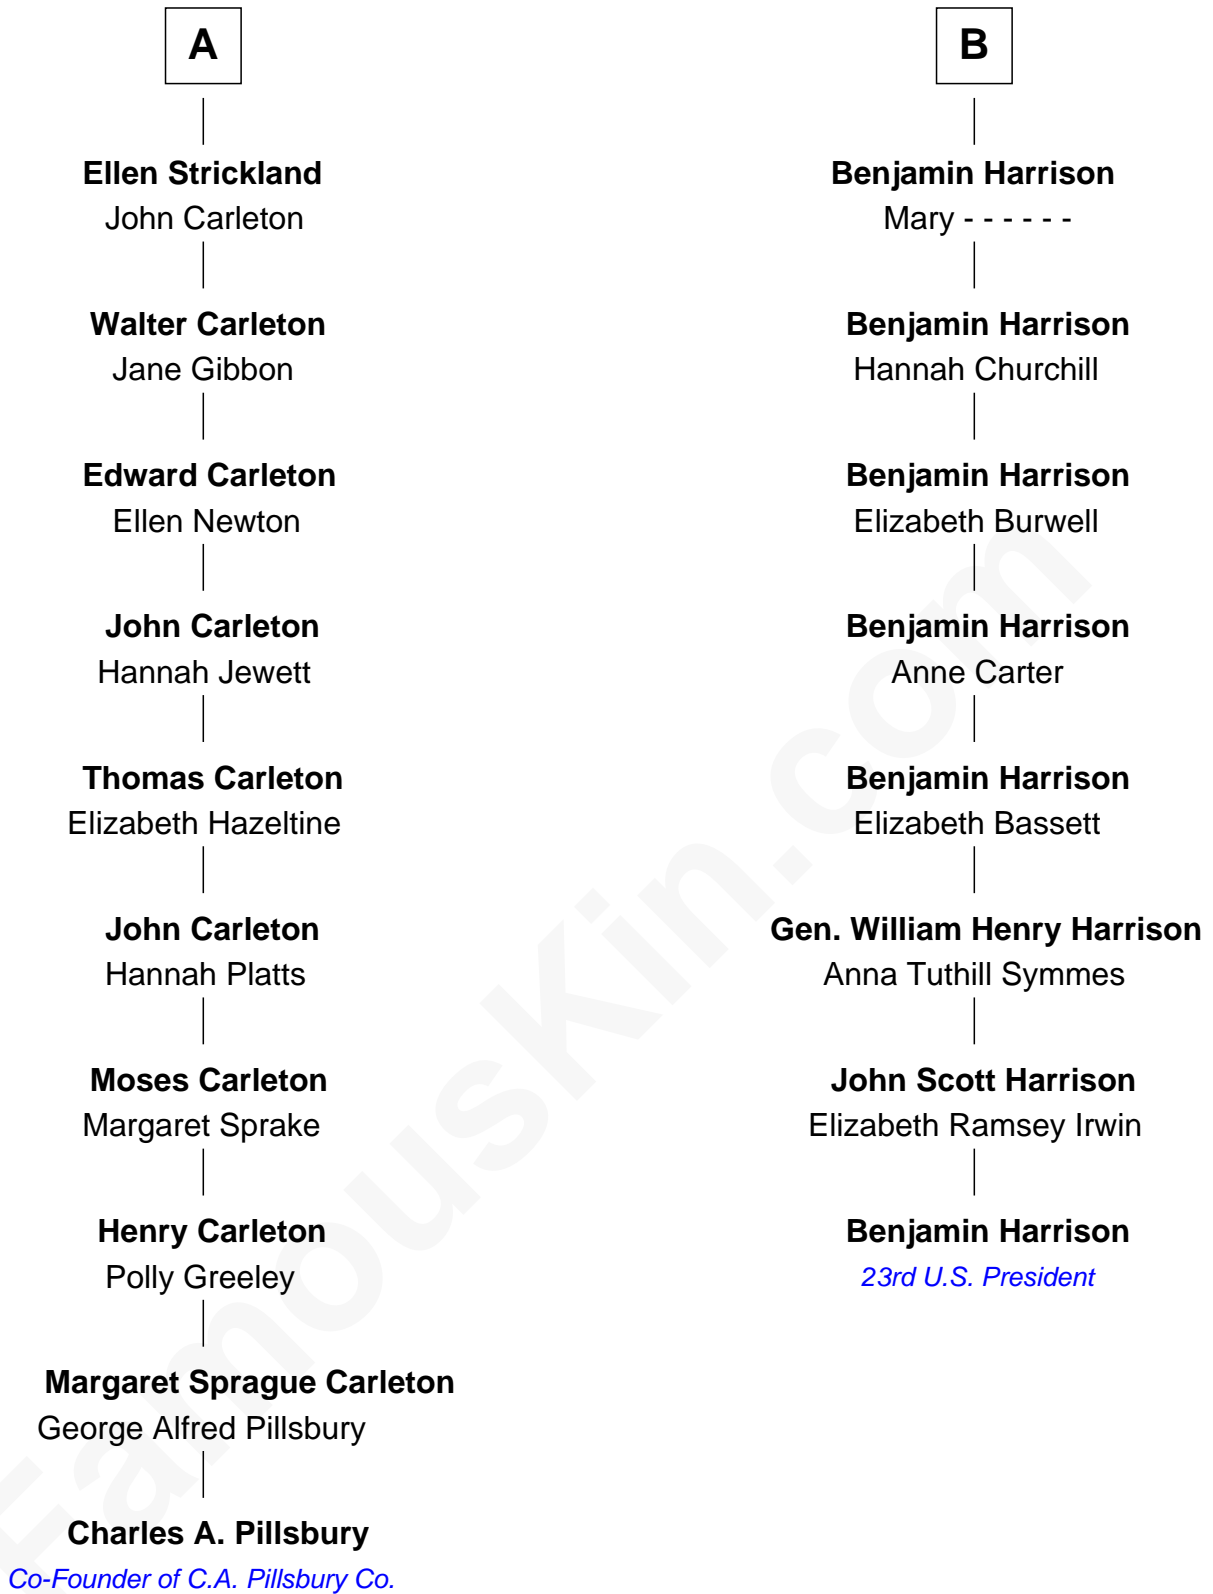 A
Ellen Strickland
John Carleton
Walter Carleton
Jane Gibbon
Edward Carleton
Ellen Newton
John Carleton
Hannah Jewett
Thomas Carleton
Elizabeth Hazeltine
John Carleton
Hannah Platts
Moses Carleton
Margaret Sprake
Henry Carleton
Polly Greeley
Margaret Sprague Carleton
George Alfred Pillsbury
Charles A. Pillsbury
Co-Founder of C.A. Pillsbury Co.
B
Benjamin Harrison
Mary - - - - - -
Benjamin Harrison
Hannah Churchill
Benjamin Harrison
Elizabeth Burwell
Benjamin Harrison
Anne Carter
Benjamin Harrison
Elizabeth Bassett
Gen. William Henry Harrison
Anna Tuthill Symmes
John Scott Harrison
Elizabeth Ramsey Irwin
Benjamin Harrison
23rd U.S. President
FamousKin.com